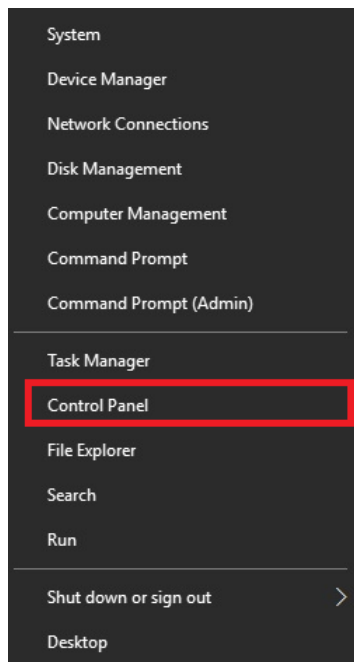 System
Device Manager
Network Connections
Disk Management
Computer Management
Command Prompt
Command Prompt (Admin)
Task Manager
Control Panel
File Explorer
Search
Run
Shut down or sign out
Desktop